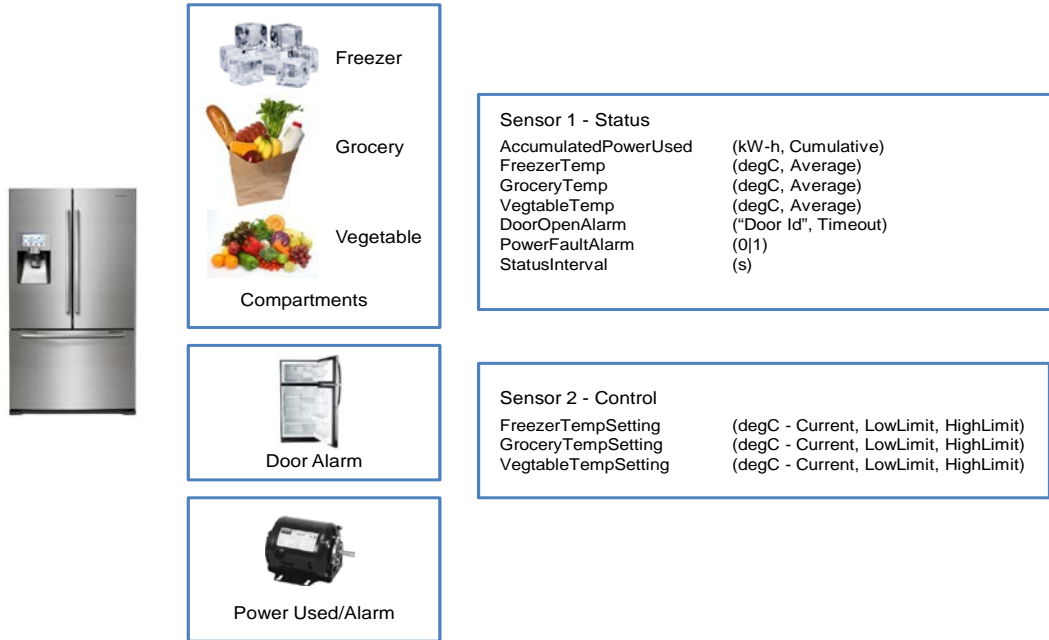 Freezer
Grocery
Vegetable
Compartments
Door Alarm
Power Used/Alarm
Sensor 1 - Status
AccumulatedPowerUsed (kW-h, Cumulative)
FreezerTemp (degC, Average)
GroceryTemp (degC, Average)
VegtableTemp (degC, Average)
DoorOpenAlarm (“Door Id”, Timeout)
PowerFaultAlarm (0|1)
StatusInterval (s)
Sensor 2 - Control
FreezerTempSetting (degC - Current, LowLimit, HighLimit)
GroceryTempSetting (degC - Current, LowLimit, HighLimit)
VegtableTempSetting (degC - Current, LowLimit, HighLimit)